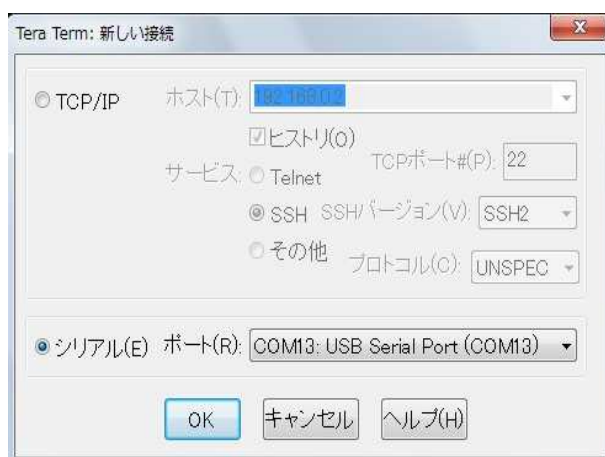 Tera Term: 新しい接続
TCP/IP ホスト(T): 192.168.0.2
ヒストリ(O)
サービス: Telnet TCPポート#(P): 22
SSH SSHバージョン(V): SSH2
その他 プロトコル(C): UNSPEC
シリアル(E) ポート(R): COM13: USB Serial Port (COM13)
OK キャンセル ヘルプ(H)